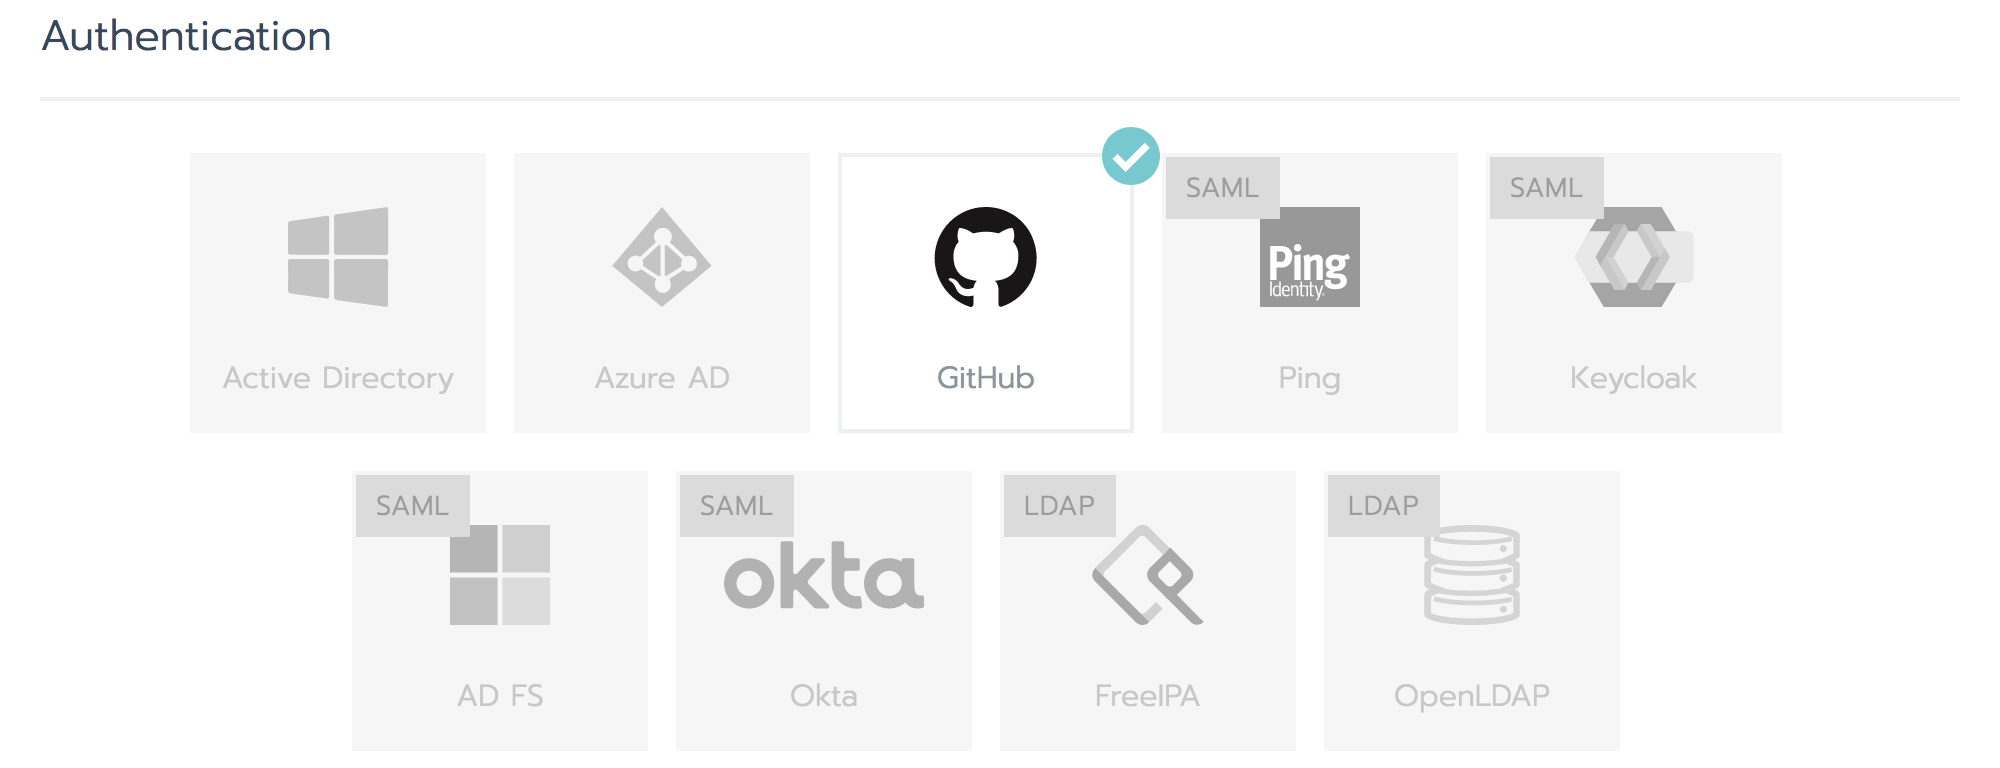 Authentication
SAML
SAML
Ping
Identity
Active Directory
Azure AD
GitHub
Ping
Keycloak
SAML
SAML
LDAP
LDAP
okta
AD FS
Okta
FreeIPA
OpenLDAP